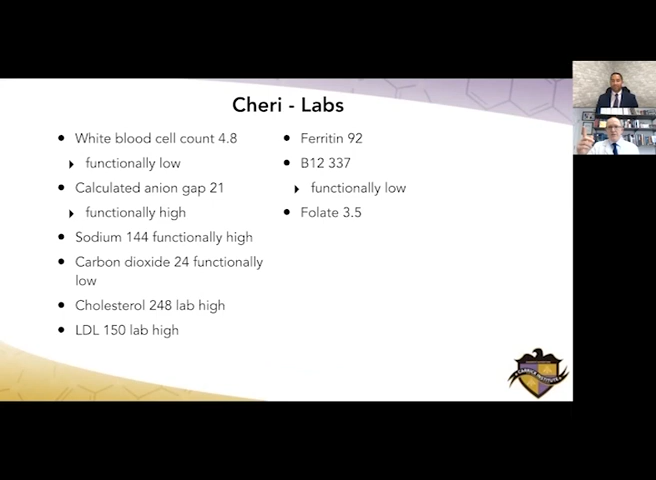 Cheri - Labs
White blood cell count 4.8
functionally low
Calculated anion gap 21
functionally high
Sodium 144 functionally high
Carbon dioxide 24 functionally
low
Cholesterol 248 lab high
LDL 150 lab high
Ferritin 92
B12 337
functionally low
Folate 3.5
CARRICK INSTITUTE